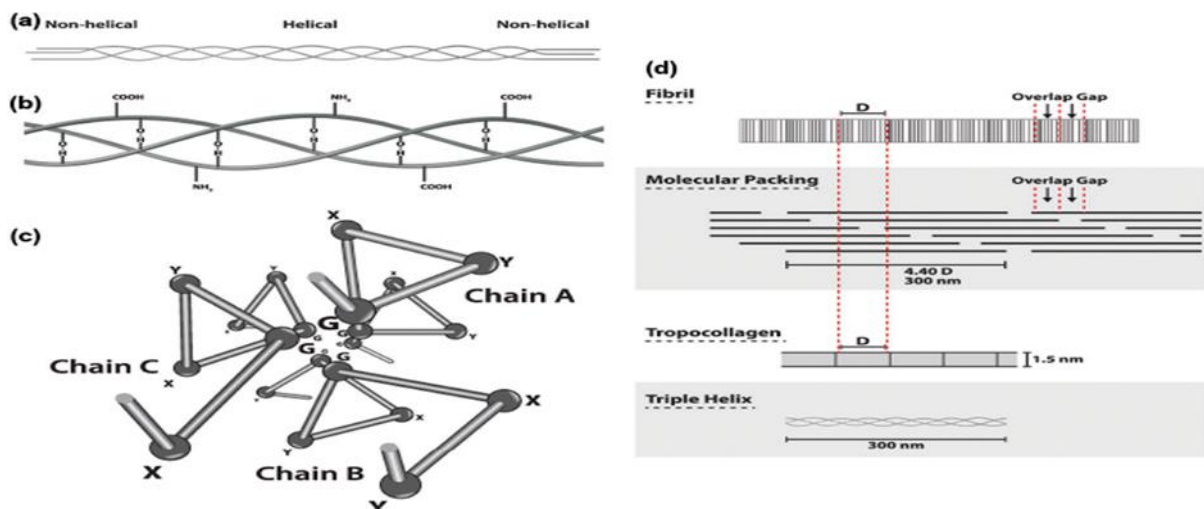 (a)
Non-helical Helical Non-helical
(b)
COOH NH₂ COOH
O H O H O H O H O H O H
NH₂ COOH
(c)
X
Y
Chain A
Y
X
Y
X
G
G
G
G
G
G
Chain C
X
X
X
Y
X
Chain B
X
Y
(d)
Fibril
D
Overlap Gap
Molecular Packing
Overlap Gap
4.40 D
300 nm
Tropocollagen
D
1.5 nm
Triple Helix
300 nm